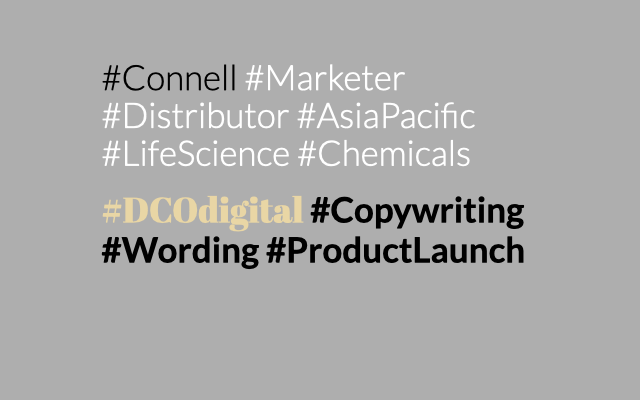 #Connell #Marketer
#Distributor #AsiaPacific
#LifeScience #Chemicals
#DCOdigital #Copywriting
#Wording #ProductLaunch